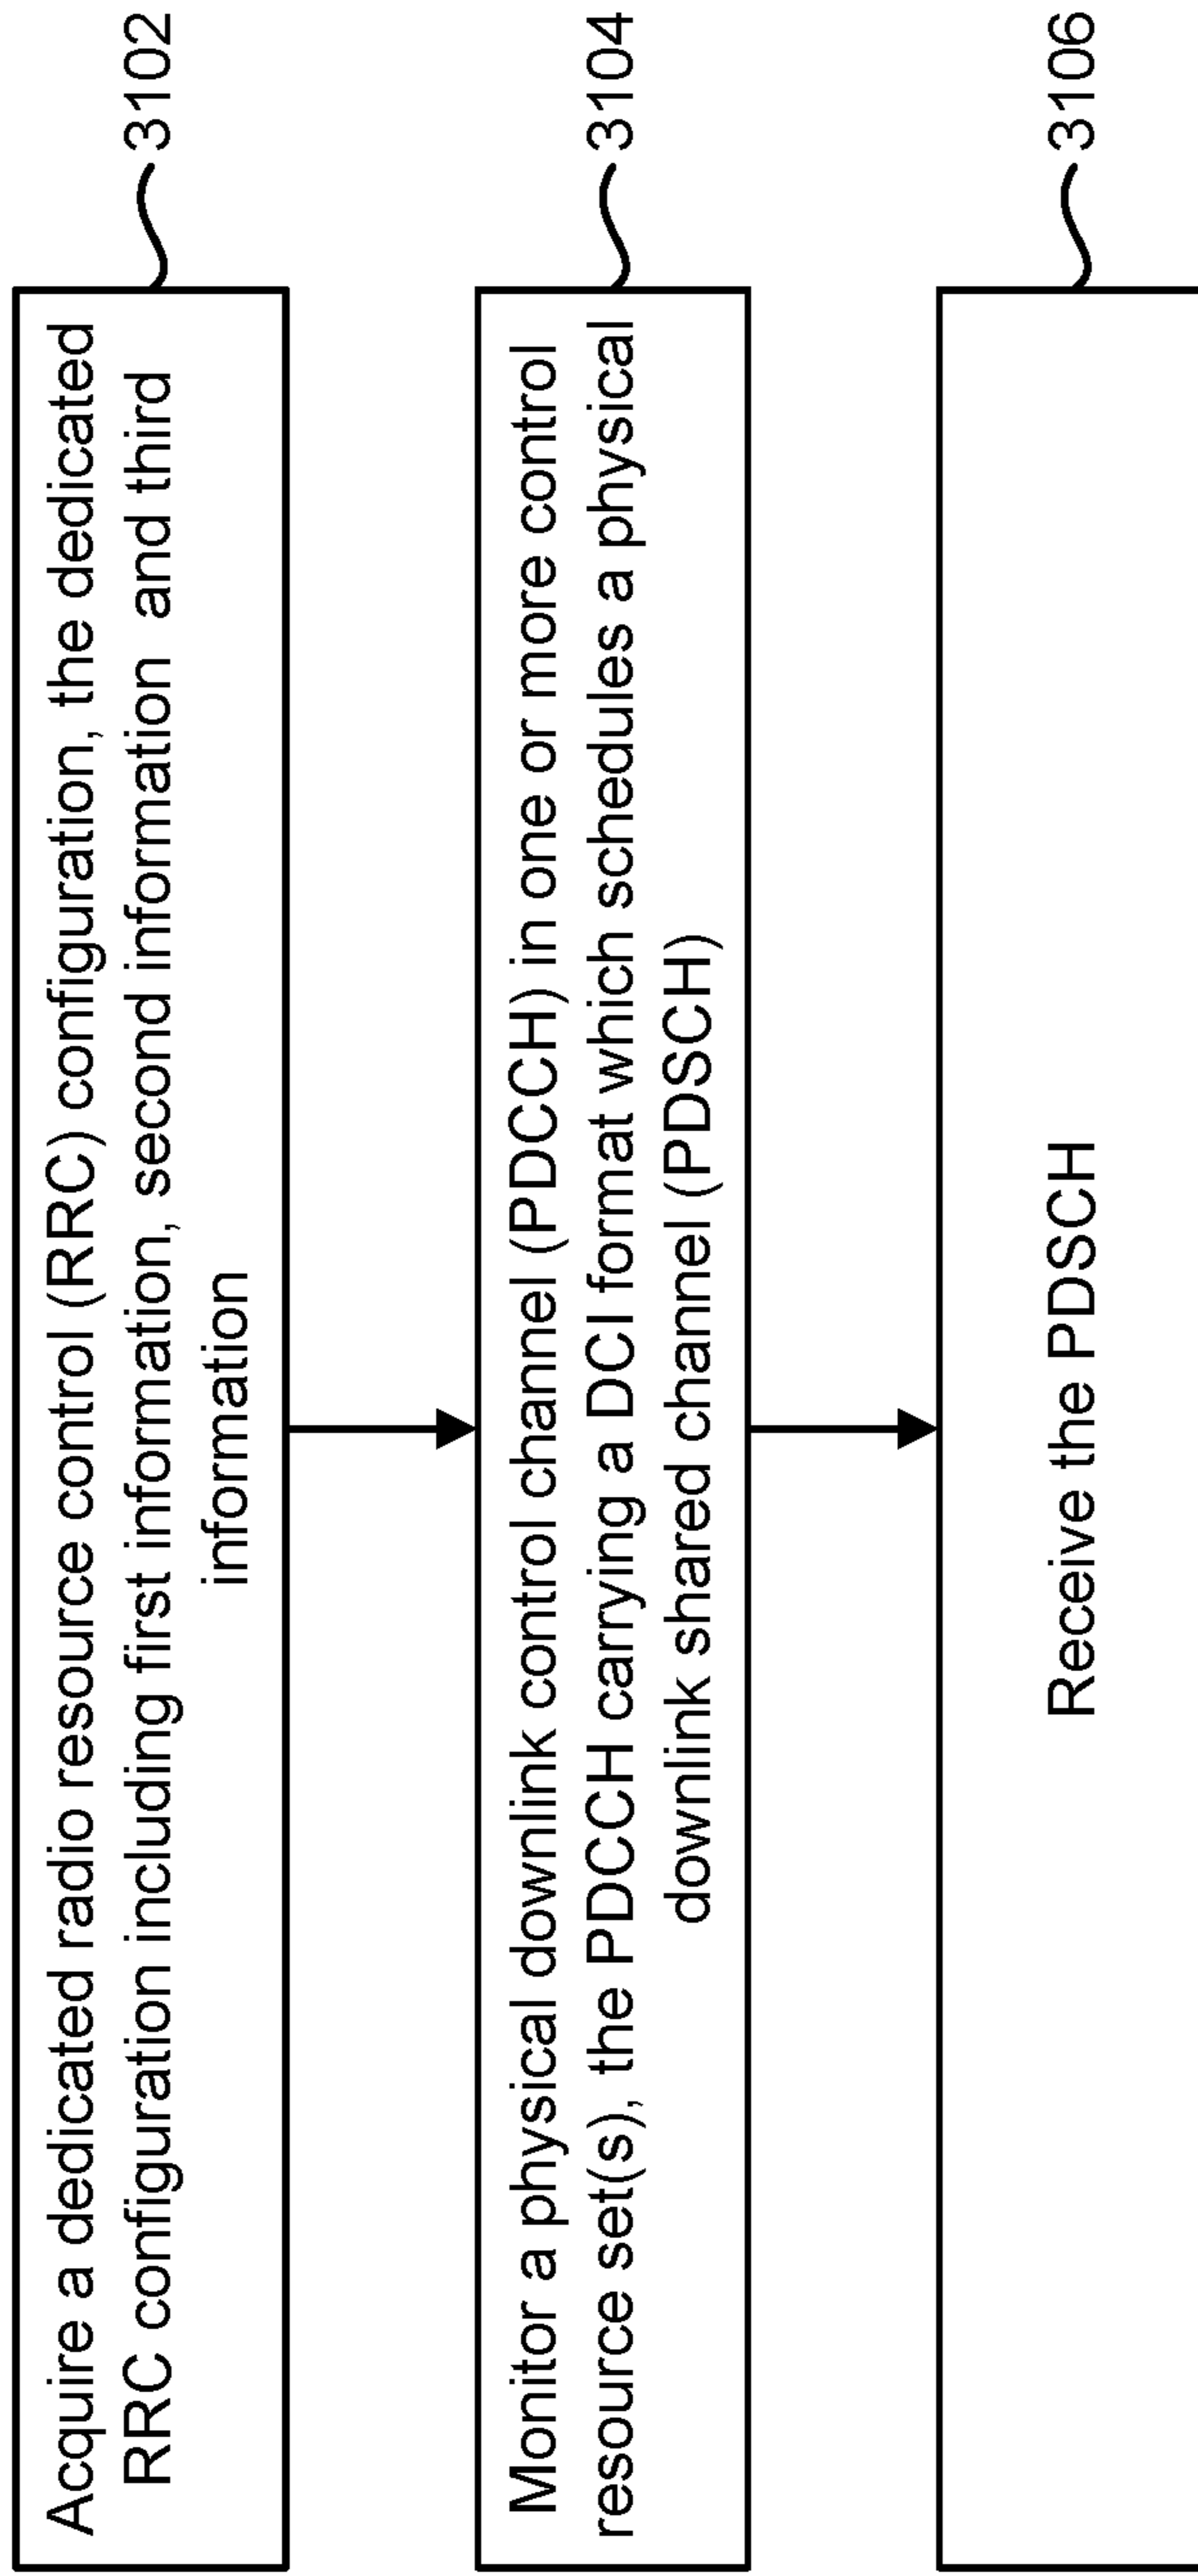 Acquire a dedicated radio resource control (RRC) configuration, the dedicated
RRC configuration including first information, second information and third
information
3102
Monitor a physical downlink control channel (PDCCH) in one or more control
resource set(s), the PDCCH carrying a DCI format which schedules a physical
downlink shared channel (PDSCH)
3104
Receive the PDSCH
3106